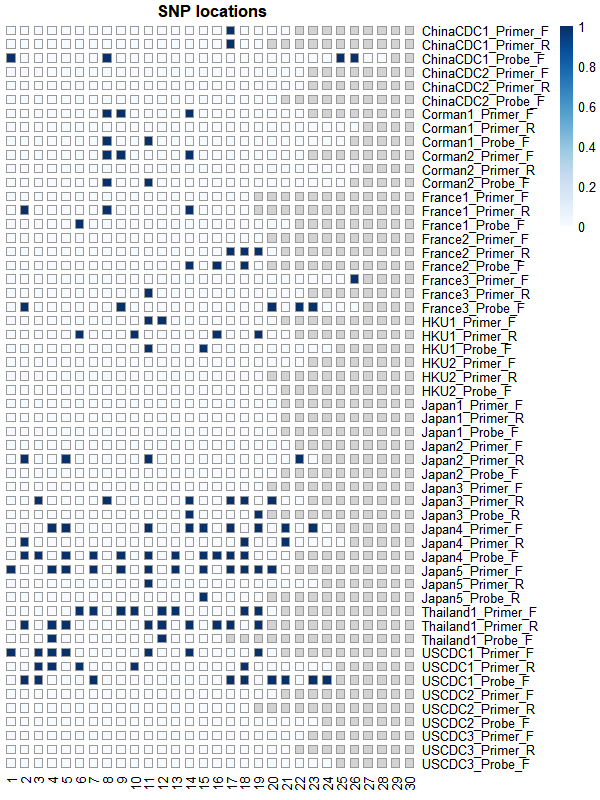 SNP locations
ChinaCDC1_Primer_F
ChinaCDC1_Primer_R
ChinaCDC1_Probe_F
ChinaCDC2_Primer_F
ChinaCDC2_Primer_R
ChinaCDC2_Probe_F
Corman1_Primer_F
Corman1_Primer_R
Corman1_Probe_F
Corman2_Primer_F
Corman2_Primer_R
Corman2_Probe_F
France1_Primer_F
France1_Primer_R
France1_Probe_F
France2_Primer_F
France2_Primer_R
France2_Probe_F
France3_Primer_F
France3_Primer_R
France3_Probe_F
HKU1_Primer_F
HKU1_Primer_R
HKU1_Probe_F
HKU2_Primer_F
HKU2_Primer_R
HKU2_Probe_F
Japan1_Primer_F
Japan1_Primer_R
Japan1_Probe_F
Japan2_Primer_F
Japan2_Primer_R
Japan2_Probe_F
Japan3_Primer_F
Japan3_Primer_R
Japan3_Probe_R
Japan4_Primer_F
Japan4_Primer_R
Japan4_Probe_F
Japan5_Primer_F
Japan5_Primer_R
Japan5_Probe_R
Thailand1_Primer_F
Thailand1_Primer_R
Thailand1_Probe_F
USCDC1_Primer_F
USCDC1_Primer_R
USCDC1_Probe_F
USCDC2_Primer_F
USCDC2_Primer_R
USCDC2_Probe_F
USCDC3_Primer_F
USCDC3_Primer_R
USCDC3_Probe_F
1 2 3 4 5 6 7 8 9 10 11 12 13 14 15 16 17 18 19 20 21 22 23 24 25 26 27 28 29 30
1
0.8
0.6
0.4
0.2
0